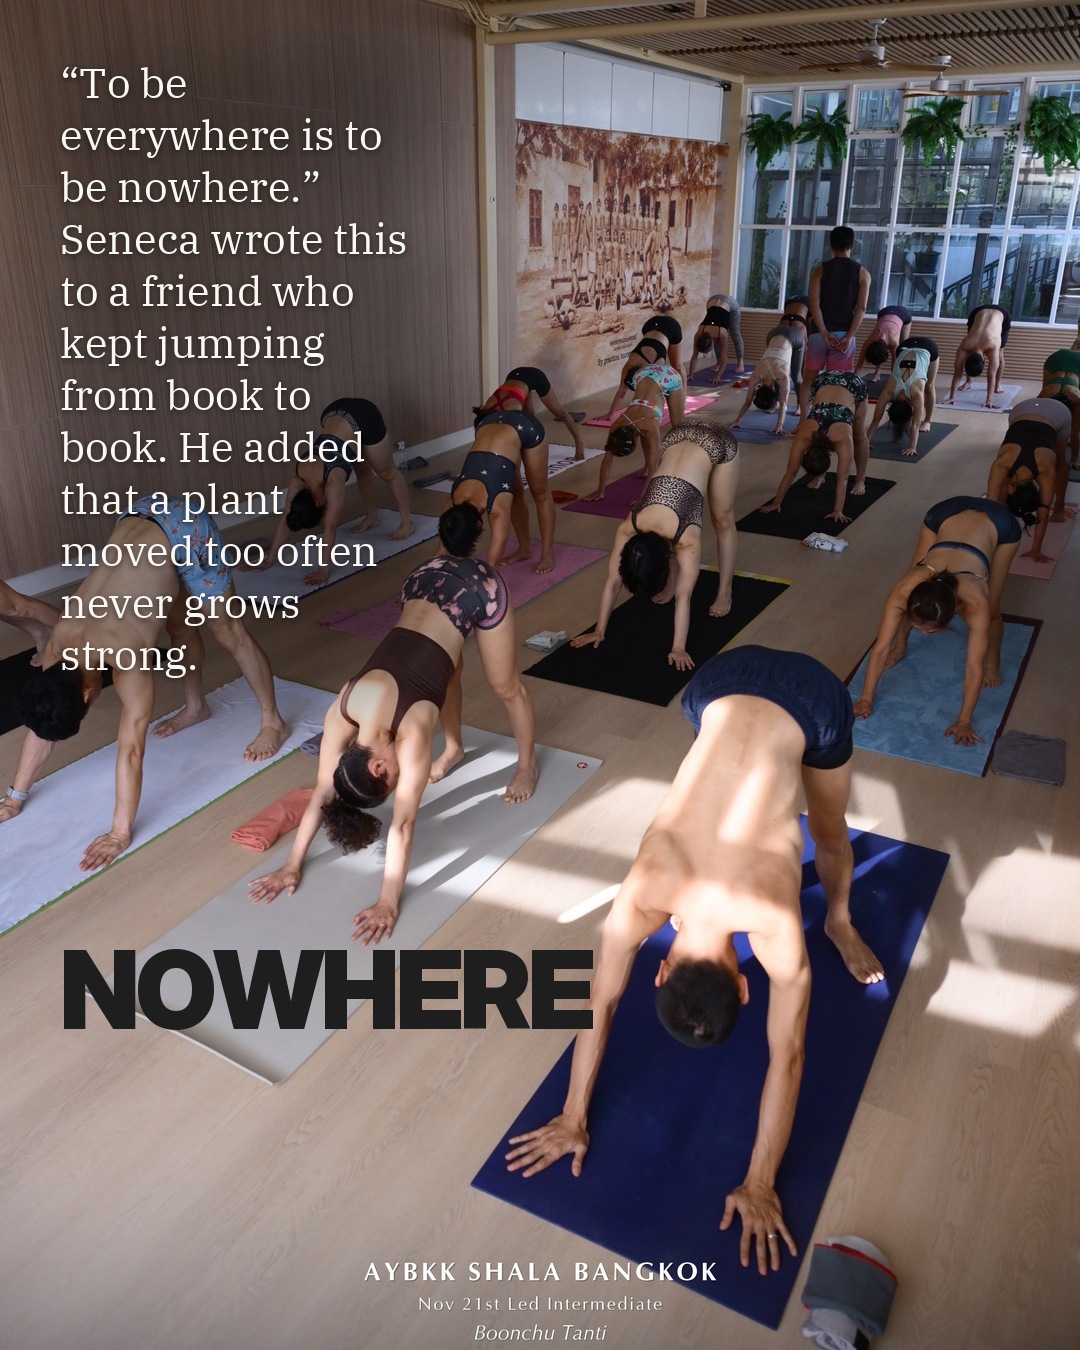 “To be
everywhere is to
be nowhere.”
Seneca wrote this
to a friend who
kept jumping
from book to
book. He added
that a plant
moved too often
never grows
strong.
NOWHERE
AYBKK SHALA BANGKOK
Nov 21st Led Intermediate
Boonchu Tanti